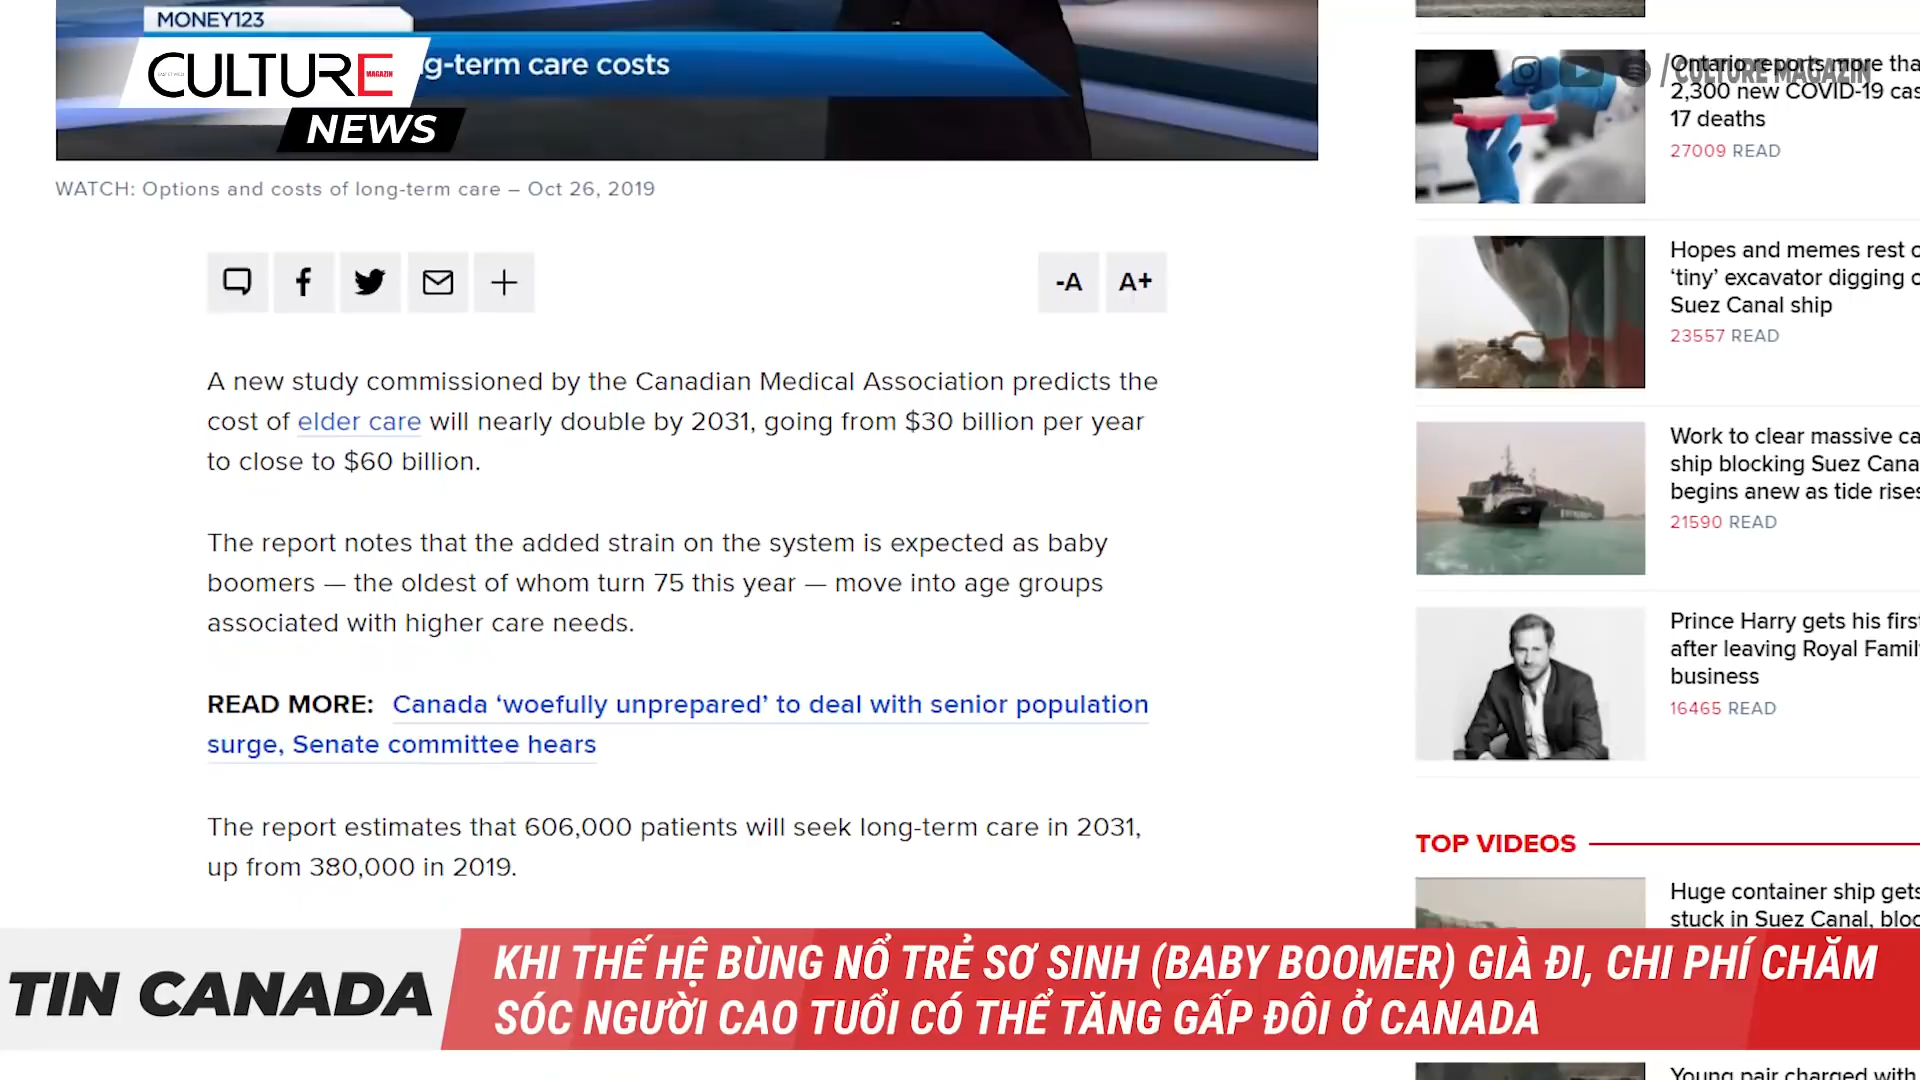 MONEY123
CULTURE
MAGAZIN
NEWS
g-term care costs
WATCH: Options and costs of long-term care – Oct 26, 2019
-A
A+
A new study commissioned by the Canadian Medical Association predicts the
cost of elder care will nearly double by 2031, going from $30 billion per year
to close to $60 billion.
The report notes that the added strain on the system is expected as baby
boomers — the oldest of whom turn 75 this year — move into age groups
associated with higher care needs.
READ MORE: Canada ‘woefully unprepared’ to deal with senior population
surge, Senate committee hears
The report estimates that 606,000 patients will seek long-term care in 2031,
up from 380,000 in 2019.
/CULTURE MAGAZIN
Ontario reports more tha
2,300 new COVID-19 cas
17 deaths
27009 READ
Hopes and memes rest o
‘tiny’ excavator digging o
Suez Canal ship
23557 READ
Work to clear massive ca
ship blocking Suez Cana
begins anew as tide rises
21590 READ
Prince Harry gets his first
after leaving Royal Famil
business
16465 READ
TOP VIDEOS
Huge container ship gets
stuck in Suez Canal, bloc
Young pair charged with
TIN CANADA
KHI THẾ HỆ BÙNG NỔ TRẺ SƠ SINH (BABY BOOMER) GIÀ ĐI, CHI PHÍ CHĂM
SÓC NGƯỜI CAO TUỔI CÓ THỂ TĂNG GẤP ĐÔI Ở CANADA